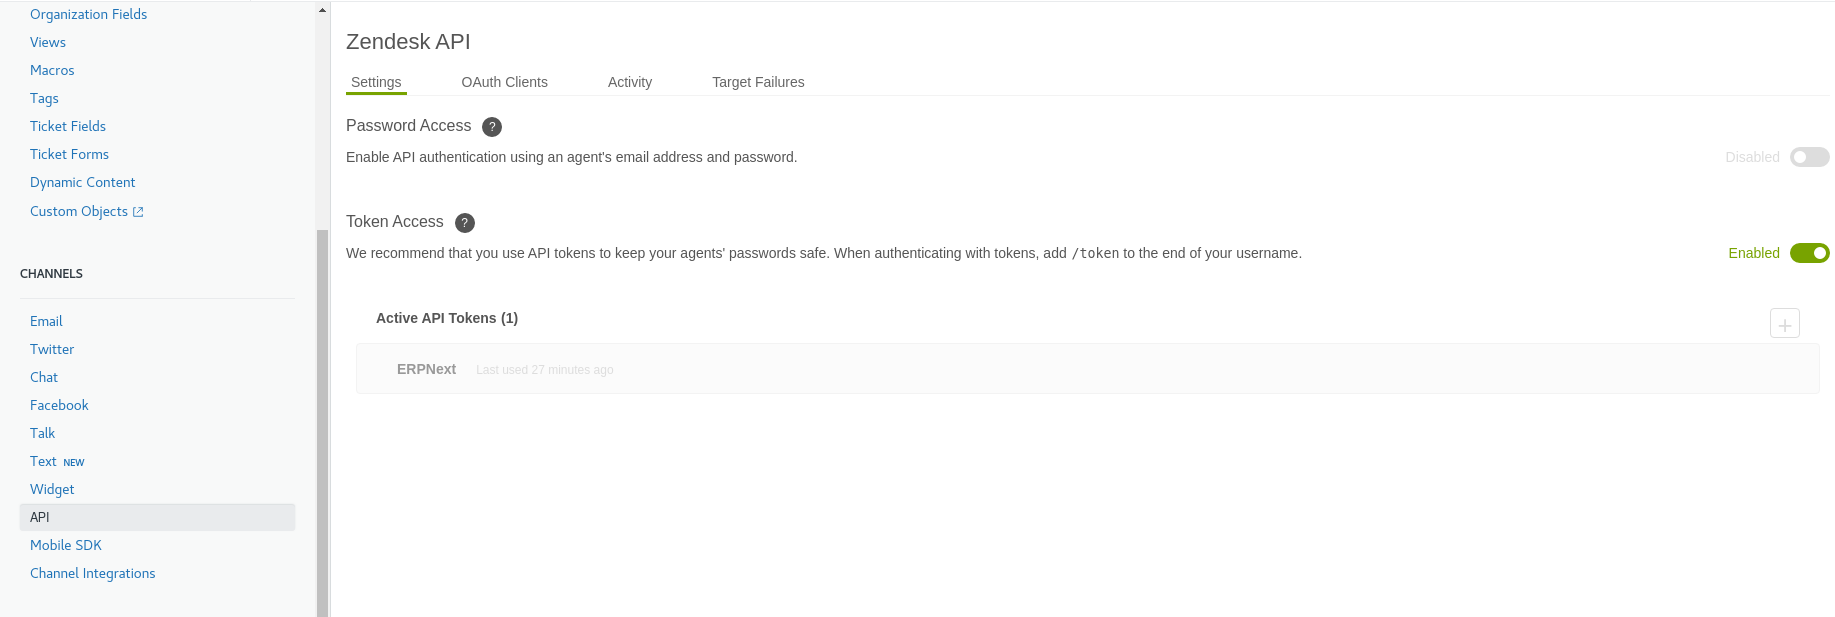 Organization Fields
Views
Macros
Tags
Ticket Fields
Ticket Forms
Dynamic Content
Custom Objects
CHANNELS
Email
Twitter
Chat
Facebook
Talk
Text NEW
Widget
API
Mobile SDK
Channel Integrations
Zendesk API
Settings OAuth Clients Activity Target Failures
Password Access ?
Enable API authentication using an agent's email address and password. Disabled
Token Access ?
We recommend that you use API tokens to keep your agents' passwords safe. When authenticating with tokens, add /token to the end of your username. Enabled
Active API Tokens (1)
ERPNext Last used 27 minutes ago